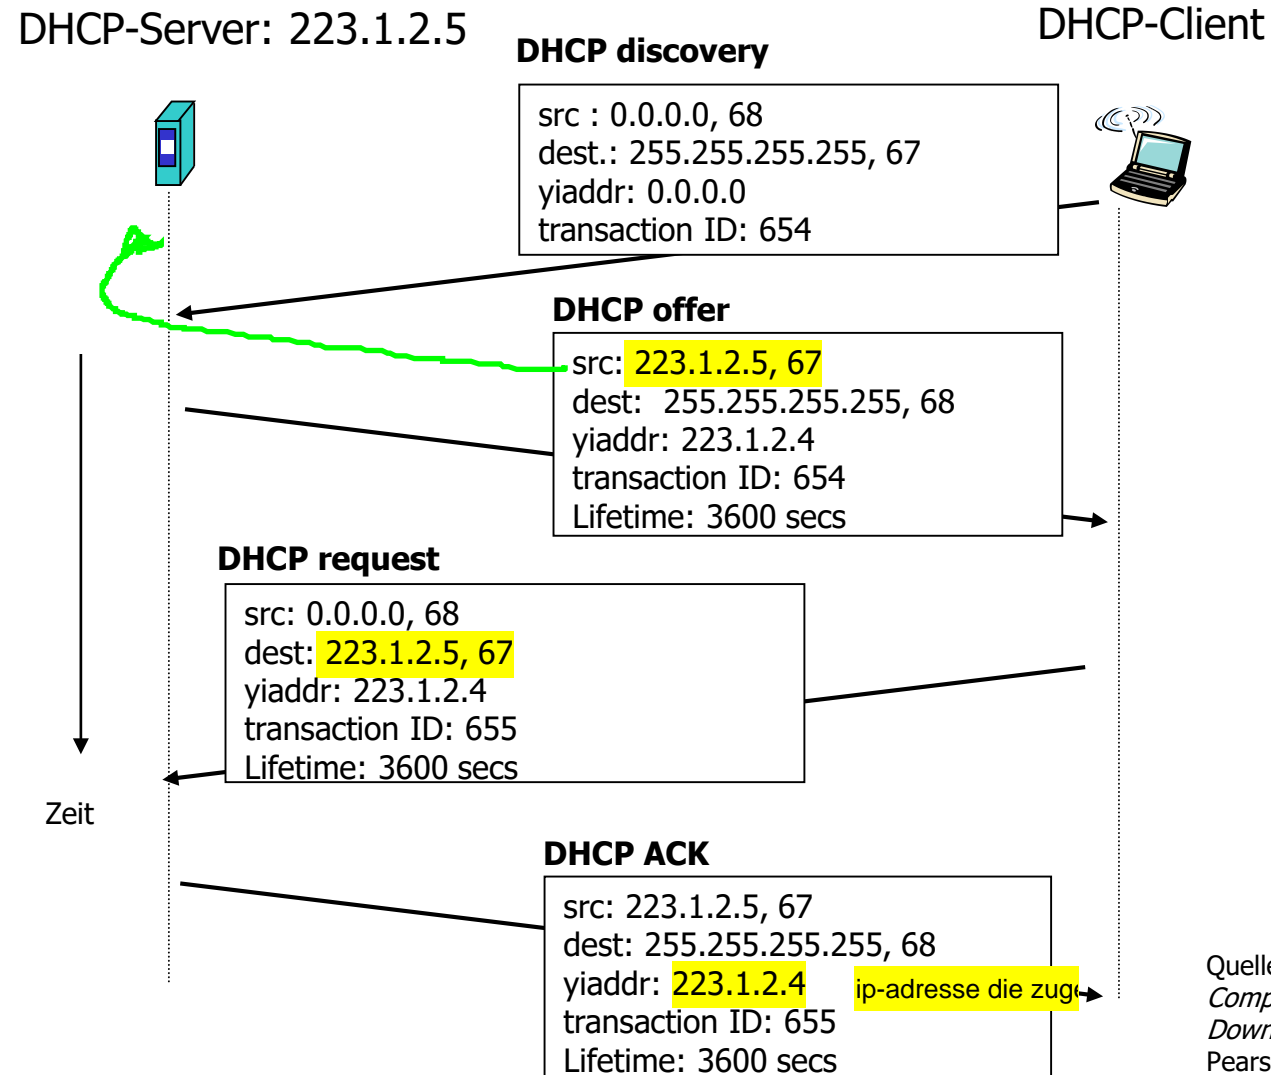 DHCP-Server: 223.1.2.5
DHCP-Client
DHCP discovery
src : 0.0.0.0, 68
dest.: 255.255.255.255, 67
yiaddr: 0.0.0.0
transaction ID: 654
DHCP offer
src: 223.1.2.5, 67
dest: 255.255.255.255, 68
yiaddr: 223.1.2.4
transaction ID: 654
Lifetime: 3600 secs
DHCP request
src: 0.0.0.0, 68
dest: 223.1.2.5, 67
yiaddr: 223.1.2.4
transaction ID: 655
Lifetime: 3600 secs
Zeit
DHCP ACK
src: 223.1.2.5, 67
dest: 255.255.255.255, 68
yiaddr: 223.1.2.4 ip-adresse die
transaction ID: 655
Lifetime: 3600 secs